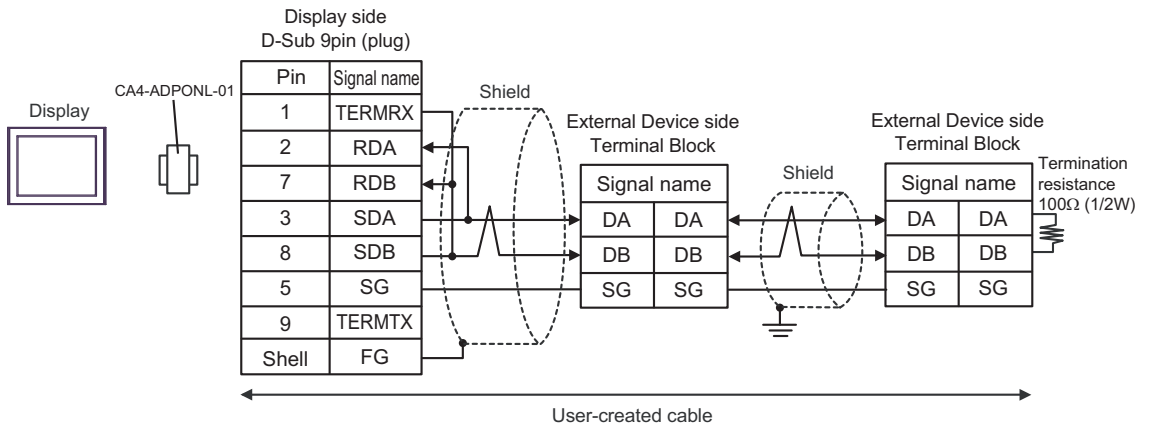 Display side
D-Sub 9pin (plug)
Display
CA4-ADPONL-01
Pin Signal name
1 TERMRX
2 RDA
7 RDB
3 SDA
8 SDB
5 SG
9 TERMTX
Shell FG
Shield
External Device side
Terminal Block
Signal name
DA DA
DB DB
SG SG
Shield
External Device side
Terminal Block
Signal name
DA DA
DB DB
SG SG
Termination
resistance
100Ω (1/2W)
User-created cable